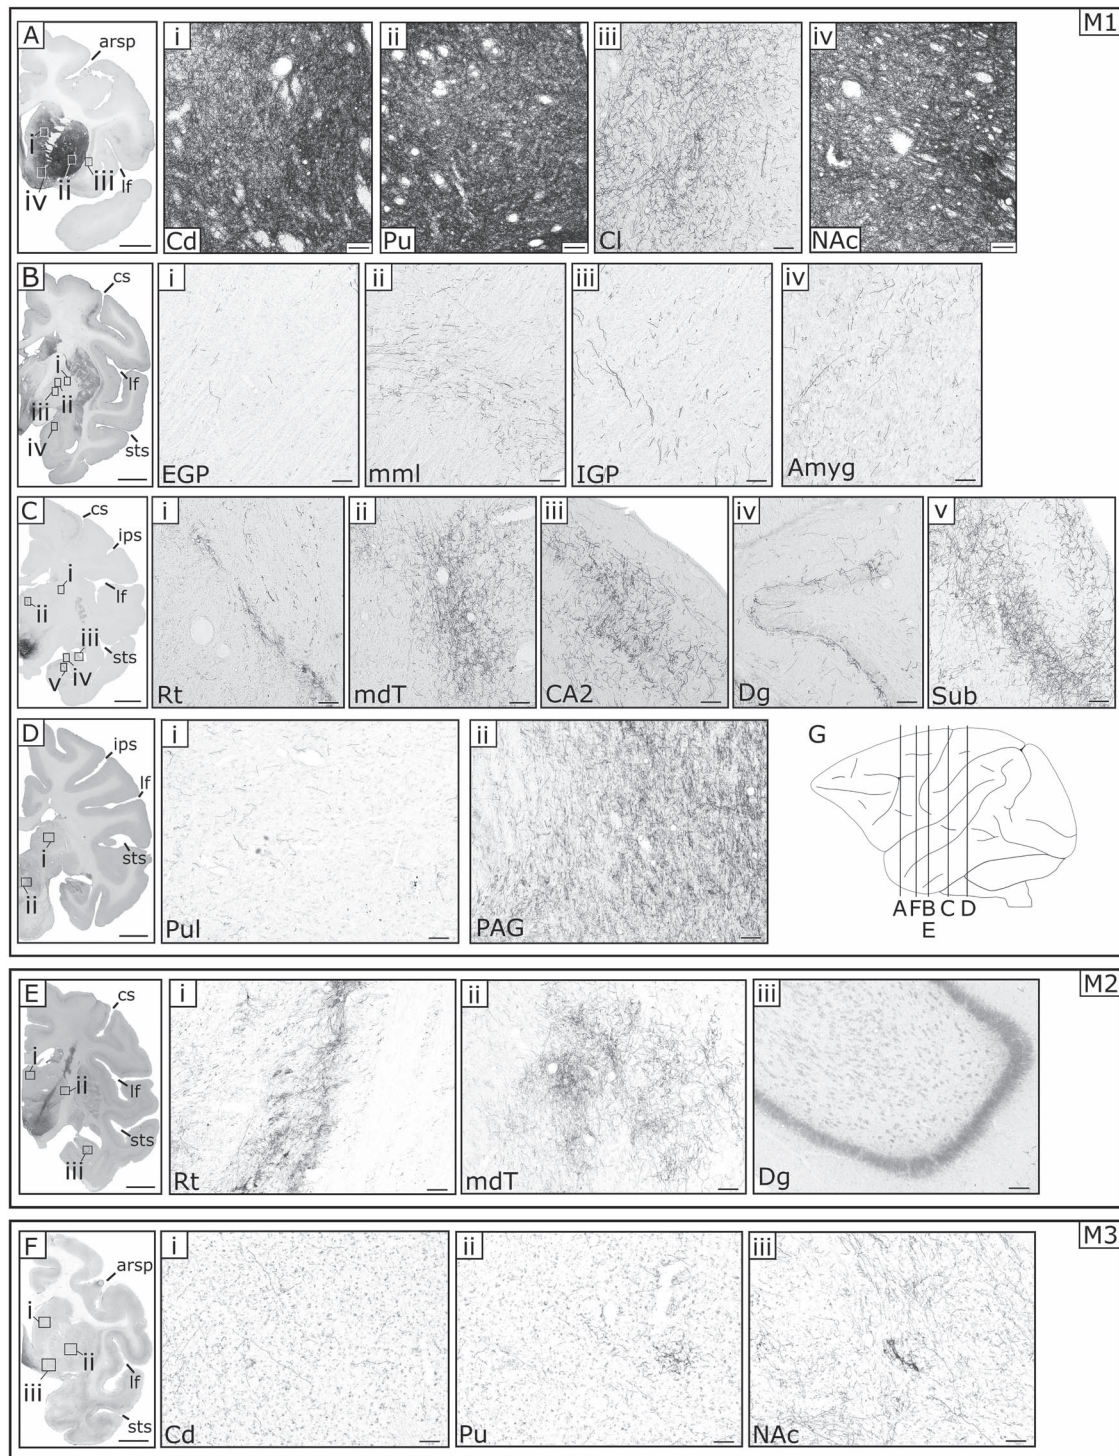 M1
A
arsp
i
ii
iii
iv
lf
i
Cd
ii
Pu
iii
Cl
iv
NAc
B
cs
i
ii
iii
iv
lf
sts
i
EGP
ii
mml
iii
IGP
iv
Amyg
C
cs
ips
i
lf
ii
iii
sts
iv
v
i
Rt
ii
mdT
iii
CA2
iv
Dg
v
Sub
D
ips
lf
i
sts
ii
i
Pul
ii
PAG
G
A F B C D
E
M2
E
cs
i
lf
ii
sts
iii
i
Rt
ii
mdT
iii
Dg
M3
F
arsp
i
ii
lf
iii
sts
i
Cd
ii
Pu
iii
NAc